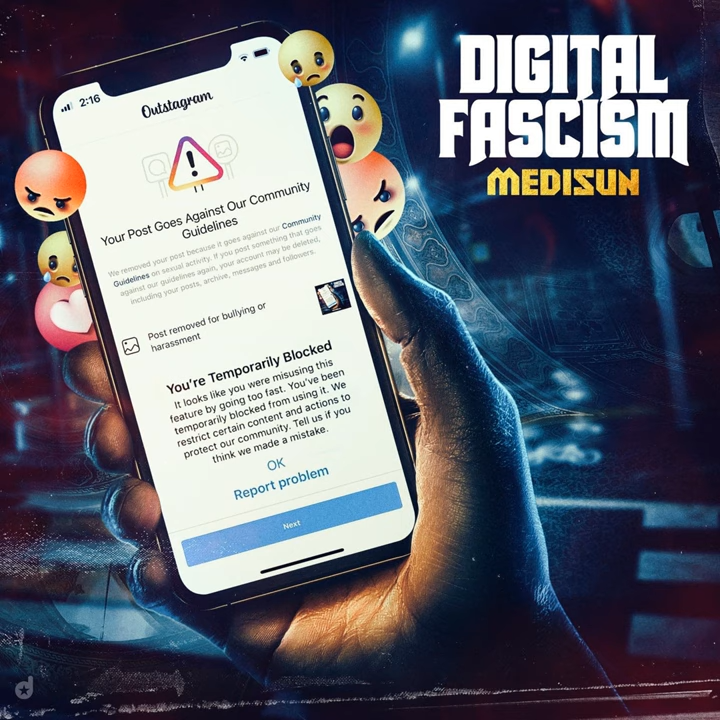 DIGITAL
FASCISM
MEDISUN
2:16
Outstagram
Your Post Goes Against Our Community
Guidelines
We removed your post because it goes against our Community
Guidelines on sexual activity. If you post something that goes
against our guidelines again, your account may be deleted,
including your posts, archive, messages and followers.
Post removed for bullying or
harassment
You're Temporarily Blocked
It looks like you were misusing this
feature by going too fast. You've been
temporarily blocked from using it. We
restrict certain content and actions to
protect our community. Tell us if you
think we made a mistake.
OK
Report problem
Next
d